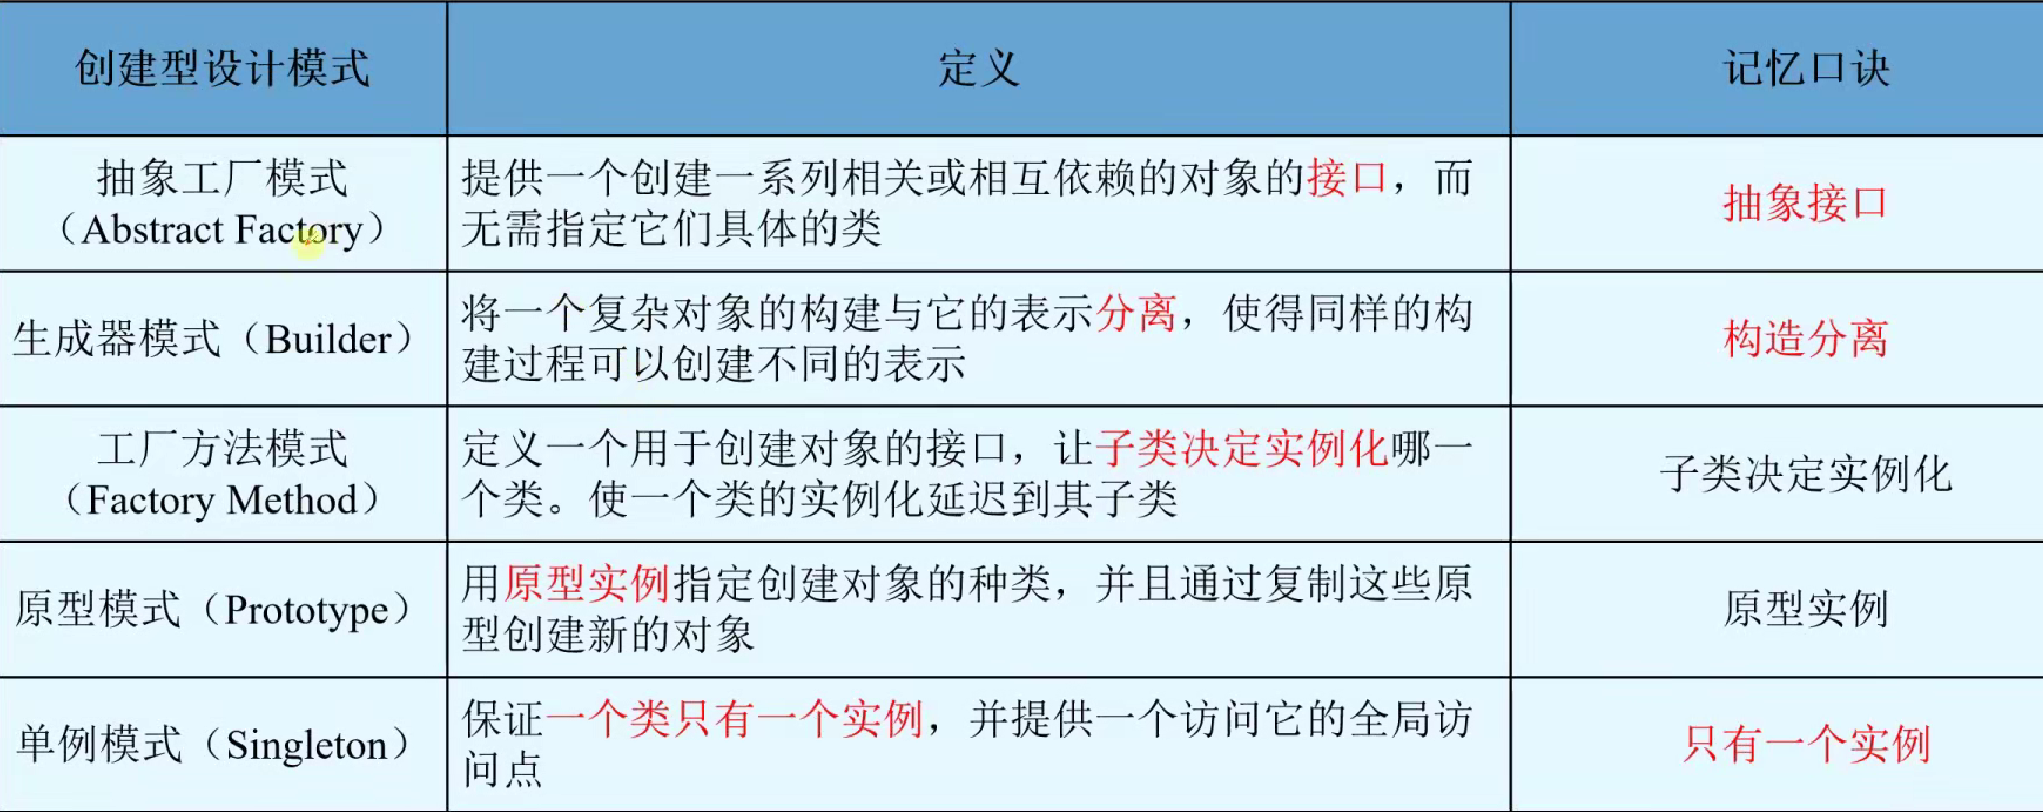 创建型设计模式
定义
记忆口诀
抽象工厂模式
（Abstract Factory）
提供一个创建一系列相关或相互依赖的对象的接口，而
无需指定它们具体的类
抽象接口
生成器模式（Builder）
将一个复杂对象的构建与它的表示分离，使得同样的构
建过程可以创建不同的表示
构造分离
工厂方法模式
（Factory Method）
定义一个用于创建对象的接口，让子类决定实例化哪一
个类。使一个类的实例化延迟到其子类
子类决定实例化
原型模式（Prototype）
用原型实例指定创建对象的种类，并且通过复制这些原
型创建新的对象
原型实例
单例模式（Singleton）
保证一个类只有一个实例，并提供一个访问它的全局访
问点
只有一个实例